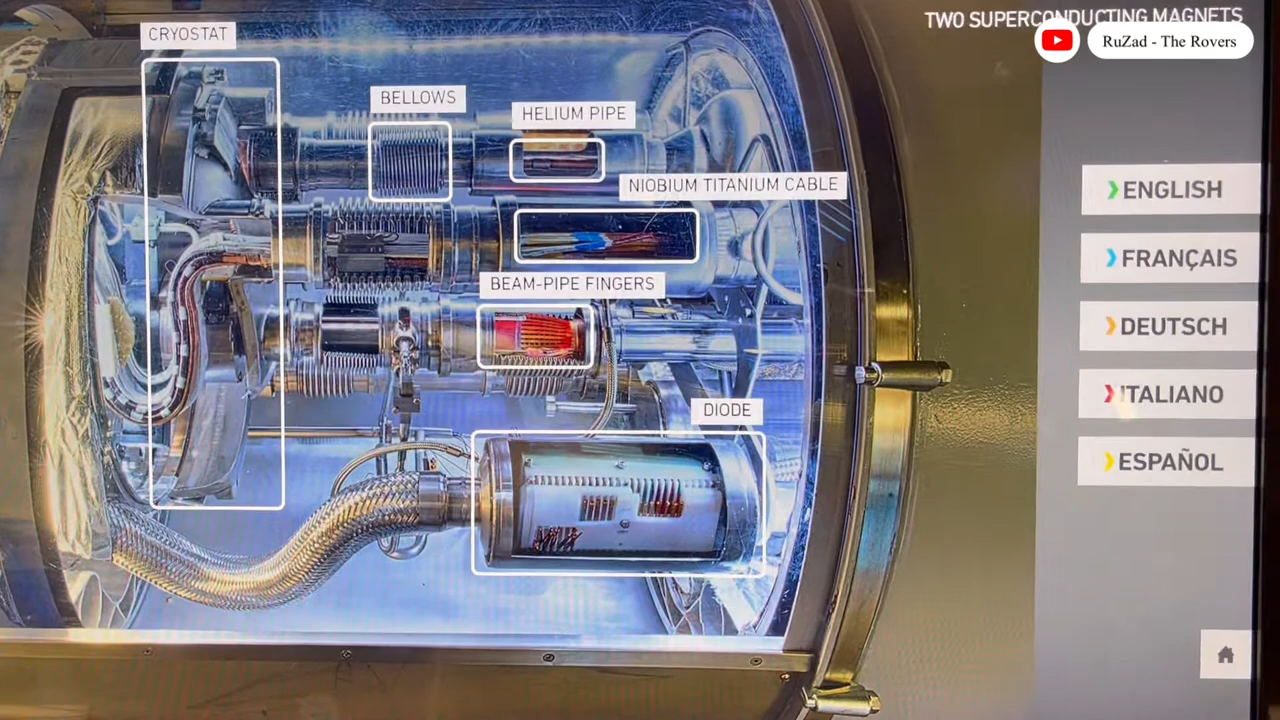 TWO SUPERCONDUCTING MAGNETS
RuZad - The Rovers
CRYOSTAT
BELLOWS
HELIUM PIPE
NIOBIUM TITANIUM CABLE
BEAM-PIPE FINGERS
DIODE
ENGLISH
FRANÇAIS
DEUTSCH
ITALIANO
ESPAÑOL